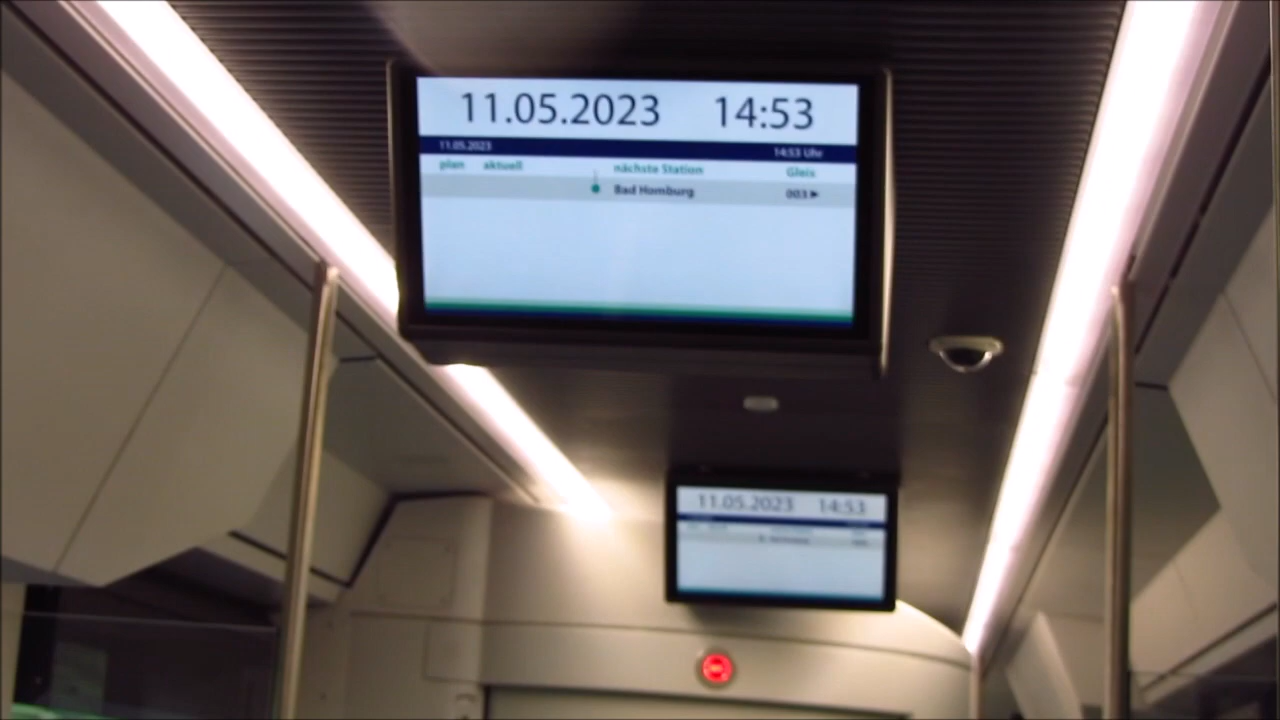 11.05.2023 14:53
11.05.2023 14:53 Uhr
plan aktuell nächste Station Gleis
Bad Homburg 003
11.05.2023 14:53